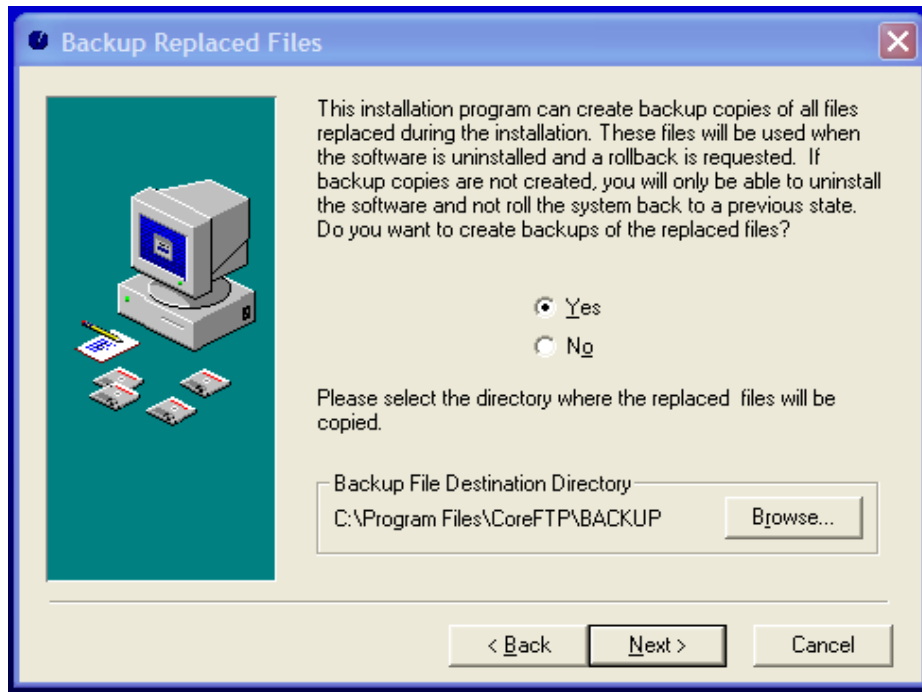 Backup Replaced Files
This installation program can create backup copies of all files
replaced during the installation. These files will be used when
the software is uninstalled and a rollback is requested.  If
backup copies are not created, you will only be able to uninstall
the software and not roll the system back to a previous state.
Do you want to create backups of the replaced files?
Yes
No
Please select the directory where the replaced  files will be
copied.
Backup File Destination Directory
C:\Program Files\CoreFTP\BACKUP
Browse...
< Back
Next >
Cancel